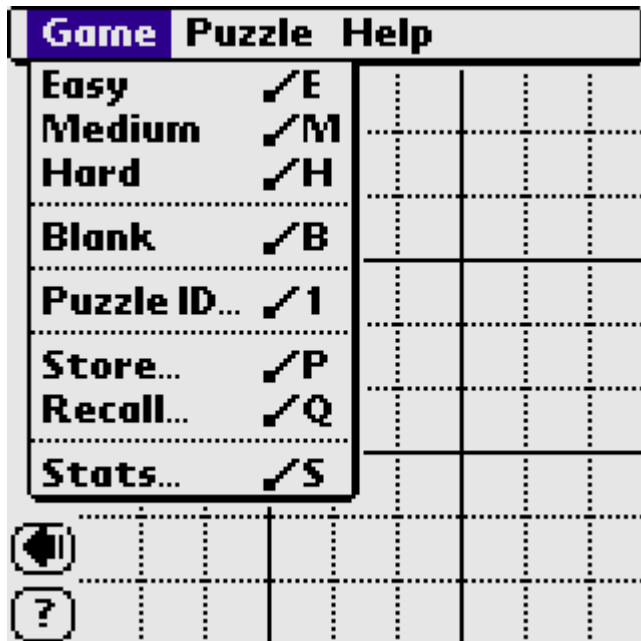 Game Puzzle Help
Easy /E
Medium /M
Hard /H
Blank /B
Puzzle ID... /1
Store... /P
Recall... /Q
Stats... /S
?